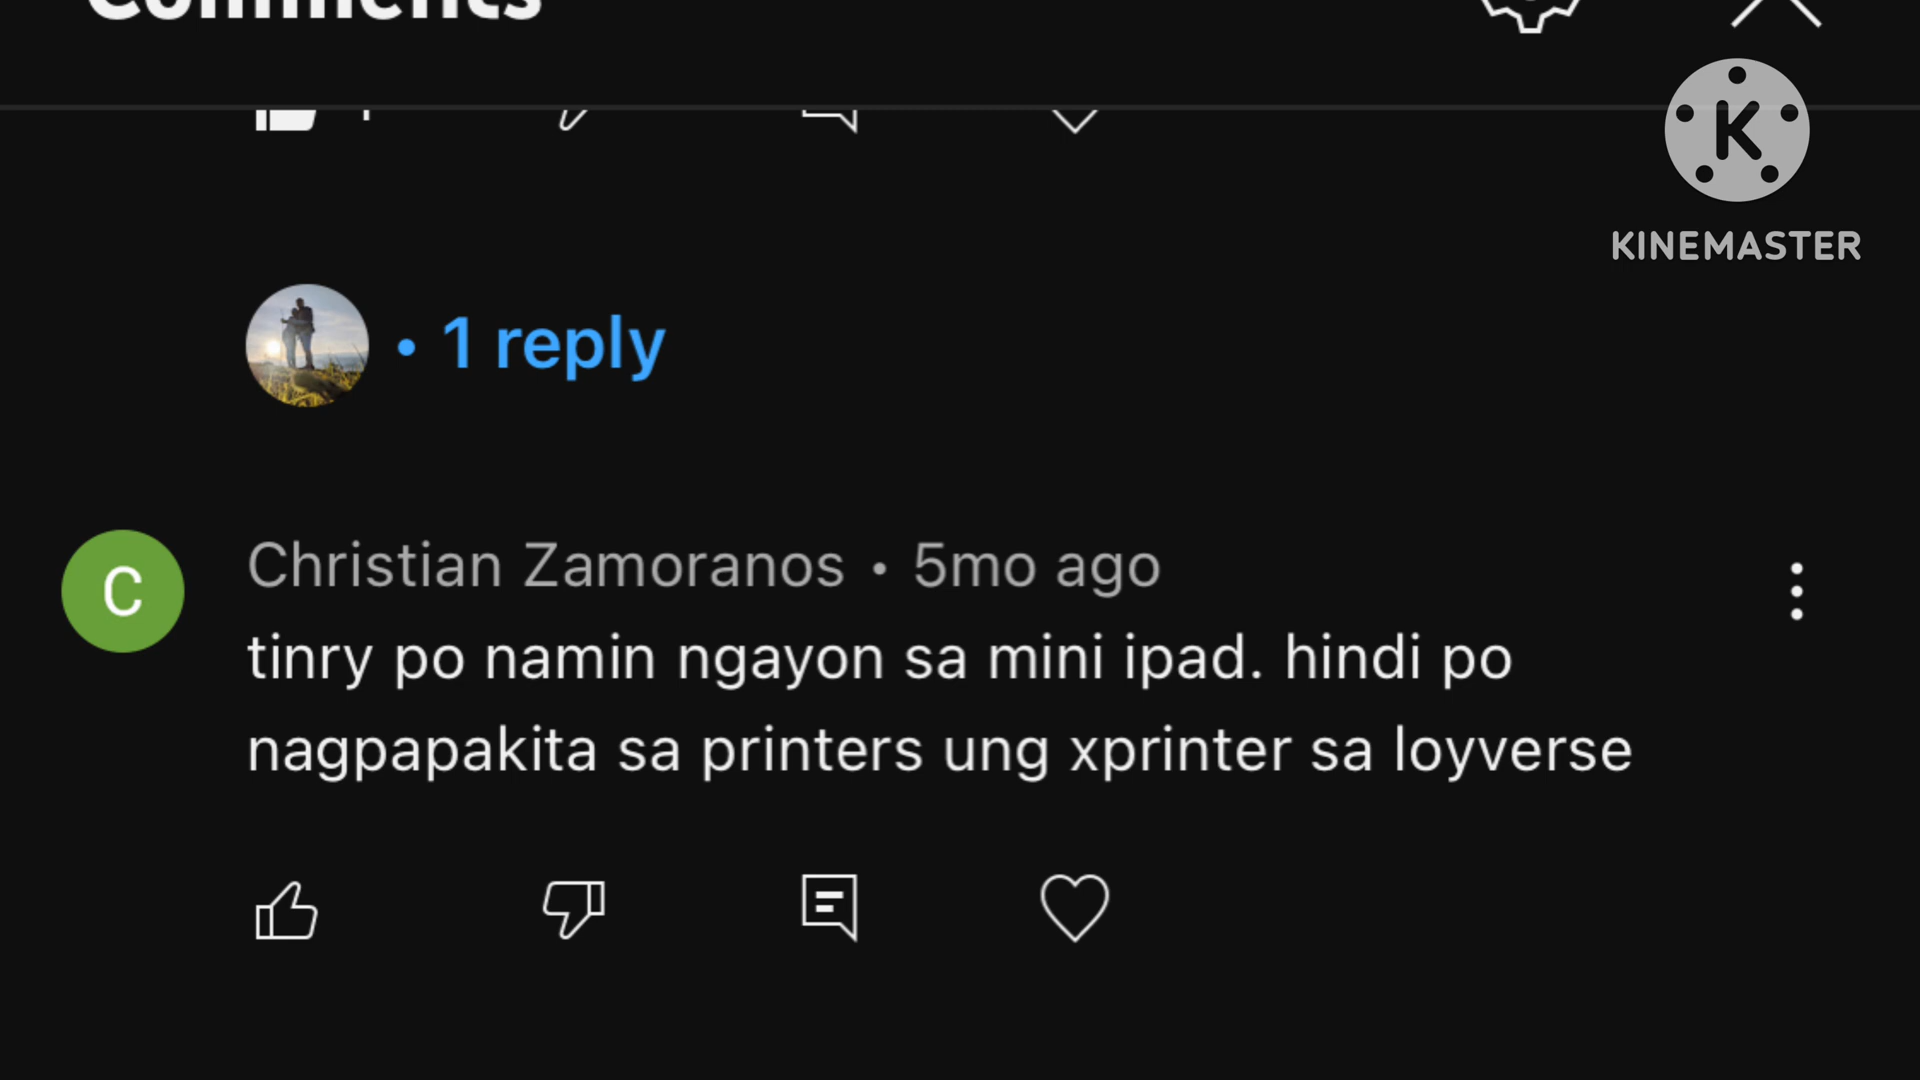 Comments
K
KINEMASTER
• 1 reply
C
Christian Zamoranos • 5mo ago
tinry po namin ngayon sa mini ipad. hindi po
nagpapakita sa printers ung xprinter sa loyverse